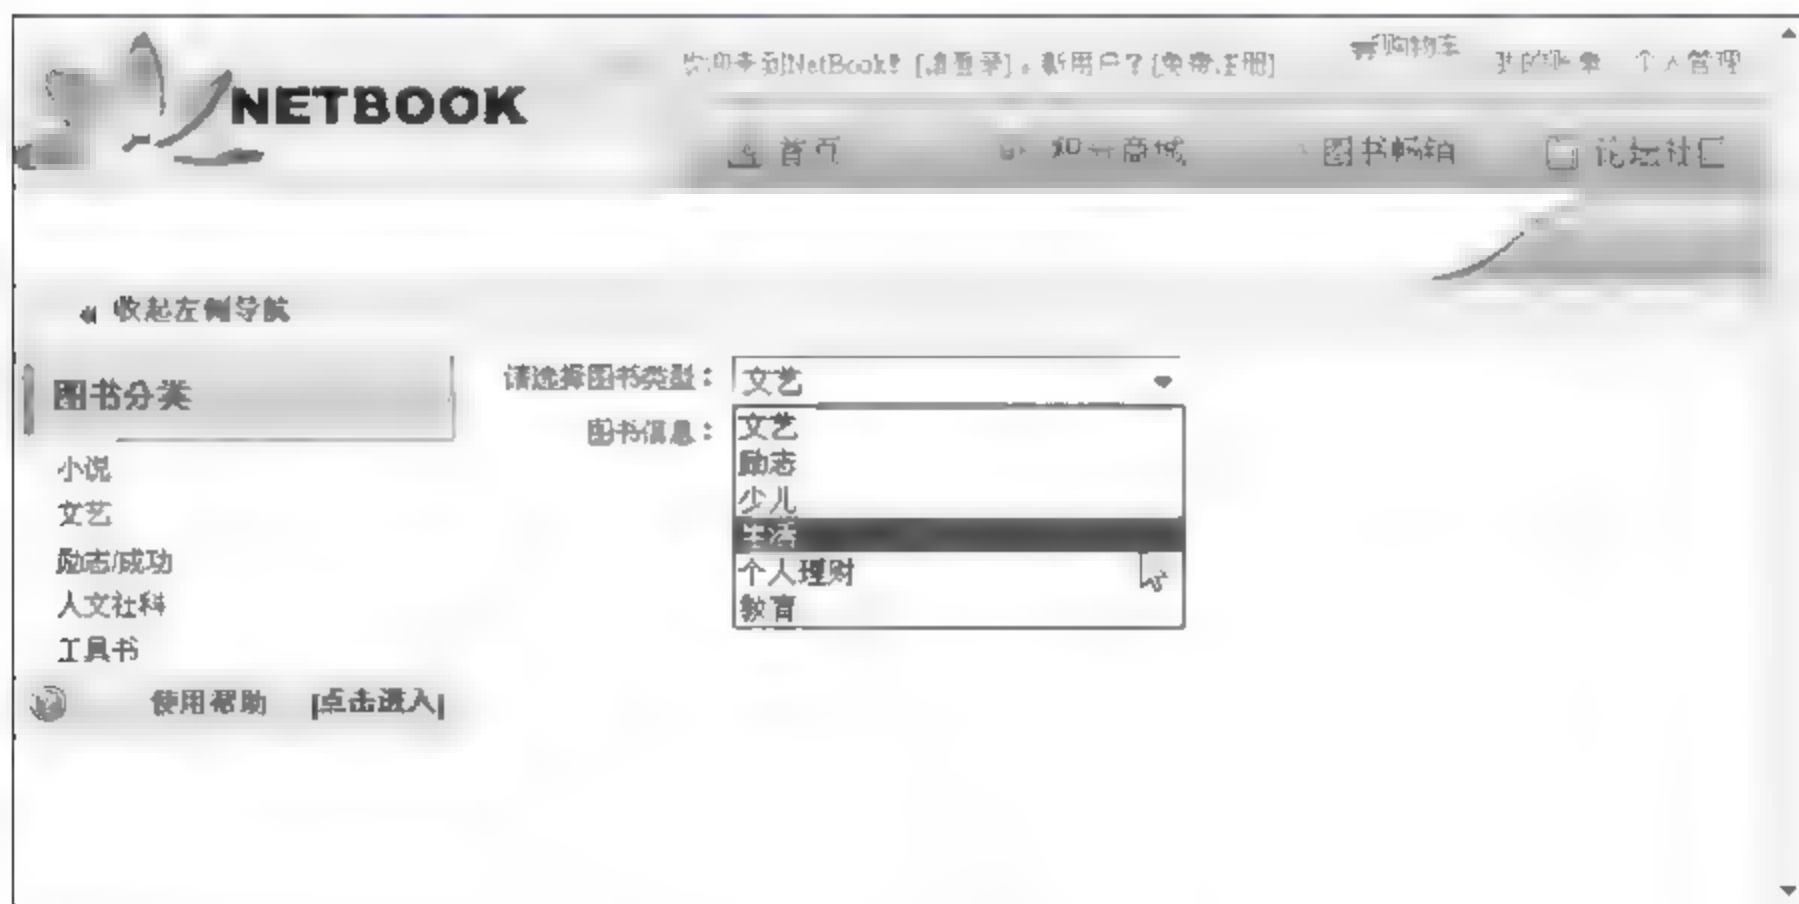 NETBOOK
欢迎来到NetBook! [请登录]。新用户? [免费注册]
购物车
我的账单 个人管理
首页
商城
图书畅销
论坛社区
收起左侧导航
图书分类
小说
文艺
励志/成功
人文社科
工具书
使用帮助 [点击进入]
请选择图书类型： 文艺
图书信息：
文艺
励志
少儿
生活
个人理财
教育